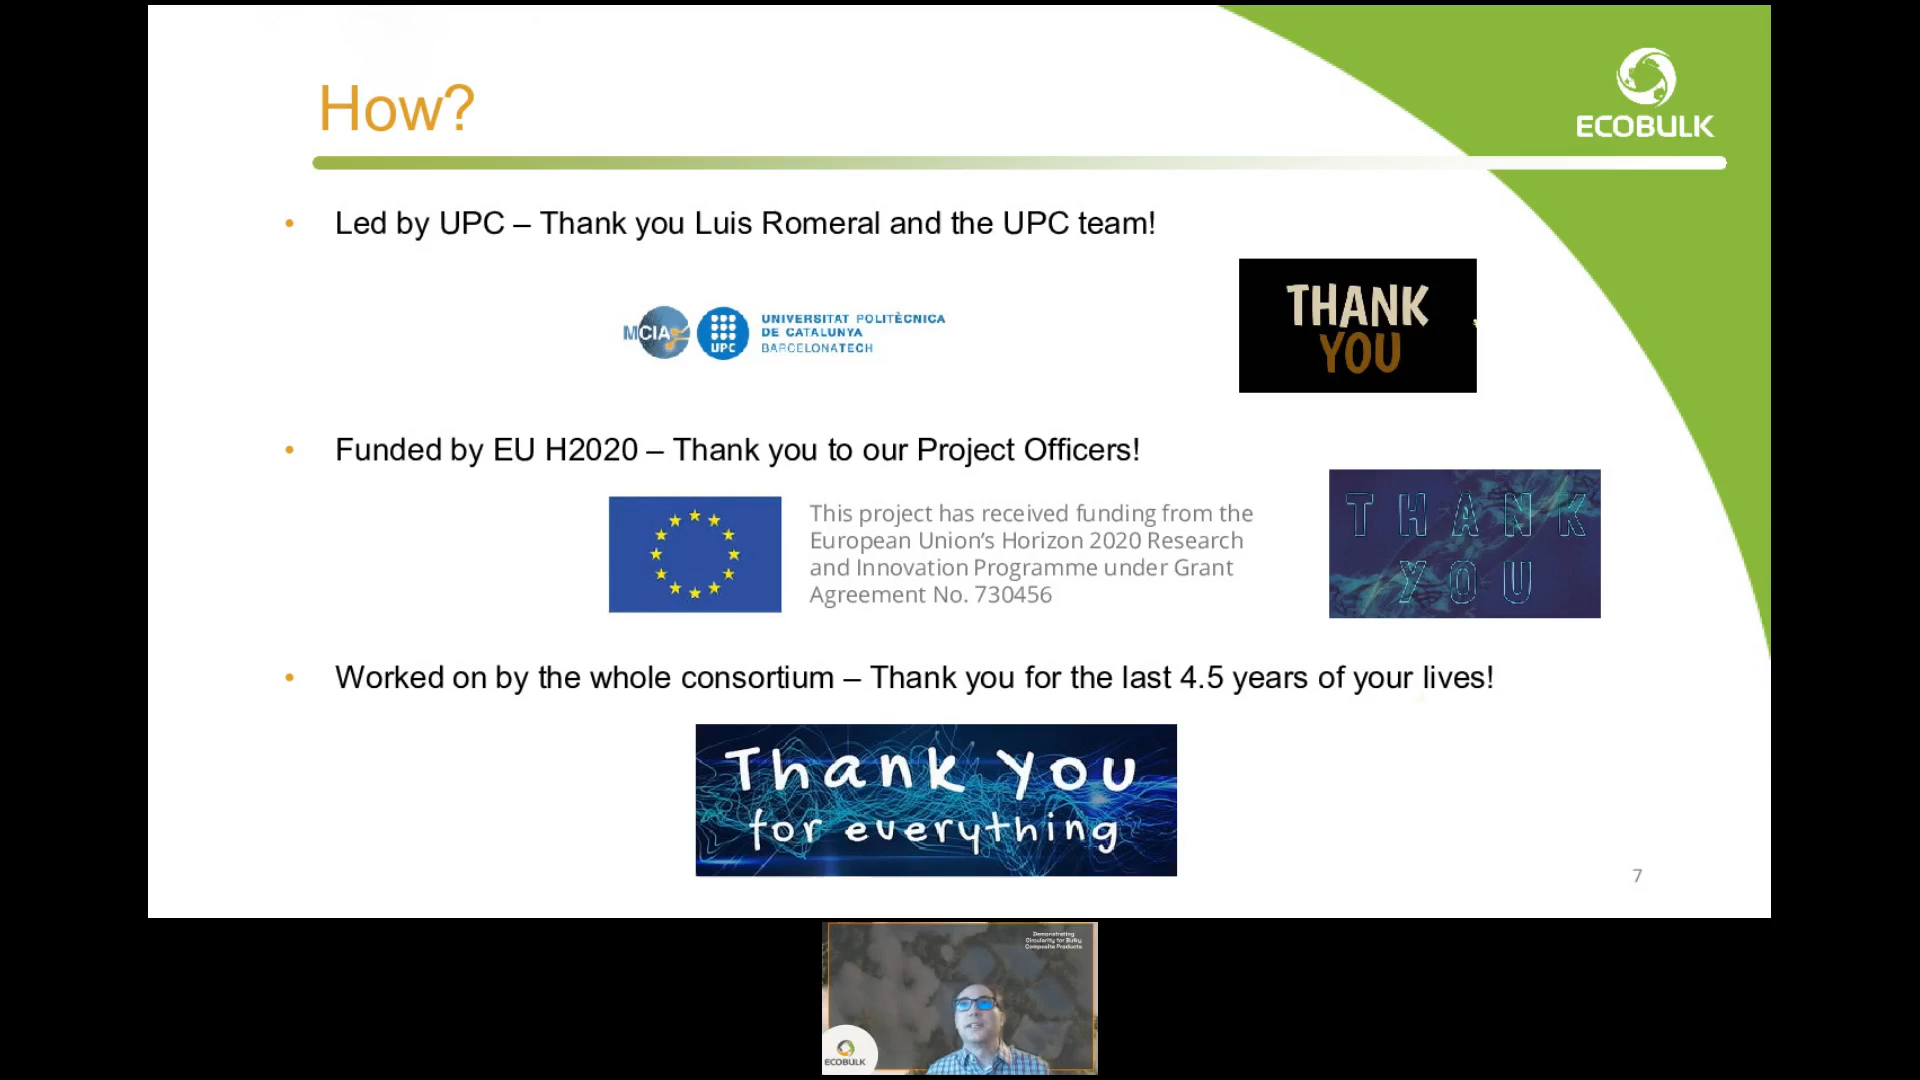 How?
ECOBULK
• Led by UPC – Thank you Luis Romeral and the UPC team!
MCIA
UPC
UNIVERSITAT POLITÈCNICA
DE CATALUNYA
BARCELONATECH
THANK
YOU
• Funded by EU H2020 – Thank you to our Project Officers!
This project has received funding from the
European Union’s Horizon 2020 Research
and Innovation Programme under Grant
Agreement No. 730456
THANK
YOU
• Worked on by the whole consortium – Thank you for the last 4.5 years of your lives!
Thank you
for everything
7
Demonstrating
Circularity for Bulky
Composite Products
ECOBULK